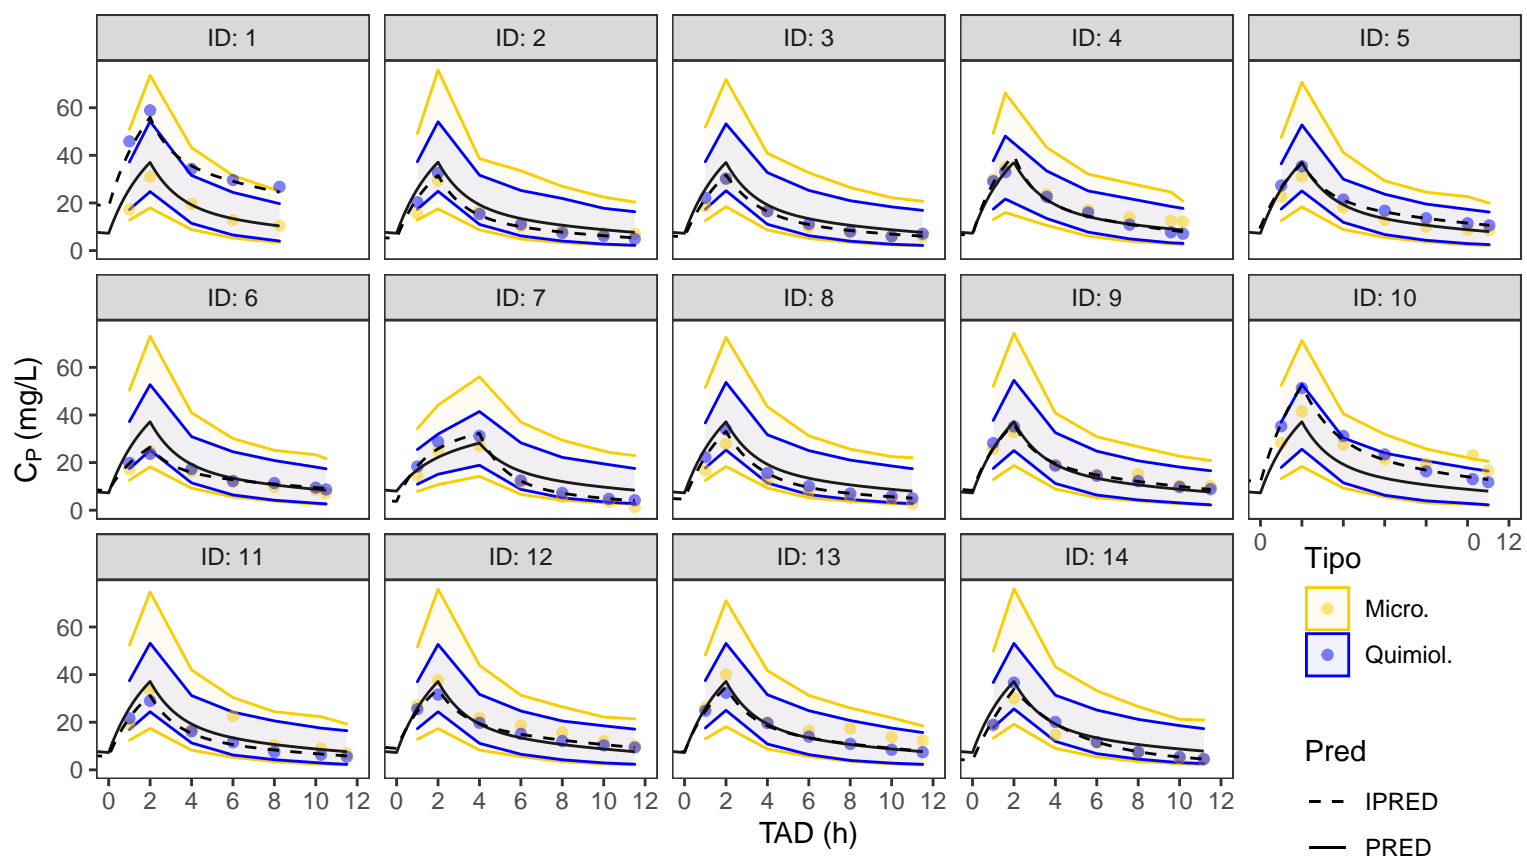 ID: 1 ID: 2 ID: 3 ID: 4 ID: 5
60
40
20
0
ID: 6 ID: 7 ID: 8 ID: 9 ID: 10
60
40
20
0
0 0 12
ID: 11 ID: 12 ID: 13 ID: 14
60
40
20
0
0 2 4 6 8 10 12 0 2 4 6 8 10 12 0 2 4 6 8 10 12 0 2 4 6 8 10 12
C_P (mg/L)
TAD (h)
Tipo
Micro.
Quimiol.
Pred
IPRED
PRED